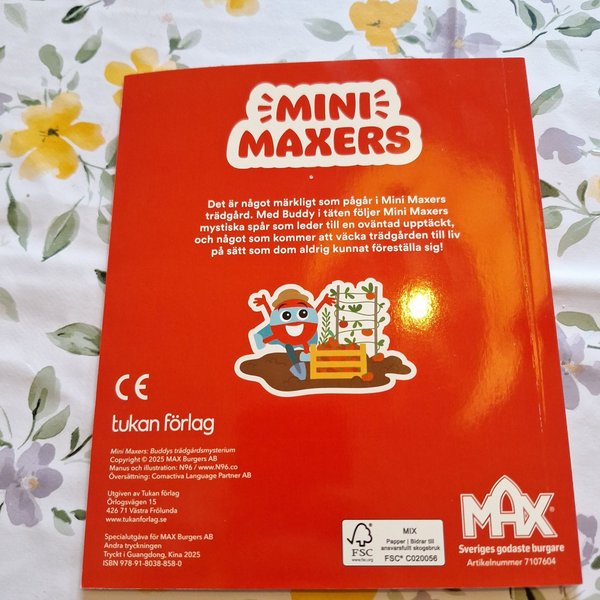 MINI
MAXERS
Det är något märkligt som pågår i Mini Maxers
trädgård. Med Buddy i täten följer Mini Maxers
mystiska spår som leder till en oväntad upptäckt,
och något som kommer att väcka trädgården till liv
på sätt som dom aldrig kunnat föreställa sig!
CE
tukan förlag
Mini Maxers: Buddys trädgårdsmysterium
Copyright © 2025 MAX Burgers AB
Manus och illustration: N96 / www.N96.co
Översättning: Comactiva Language Partner AB
Utgiven av Tukan förlag
Örlogsvägen 15
426 71 Västra Frölunda
www.tukanforlag.se
Specialutgåva för MAX Burgers AB
Andra tryckningen
Tryckt i Guangdong, Kina 2025
ISBN 978-91-8038-858-0
FSC
www.fsc.org
MIX
Papper | Bidrar till
ansvarsfullt skogsbruk
FSC® C020056
MAX®
Sveriges godaste burgare
Artikelnummer 7107604